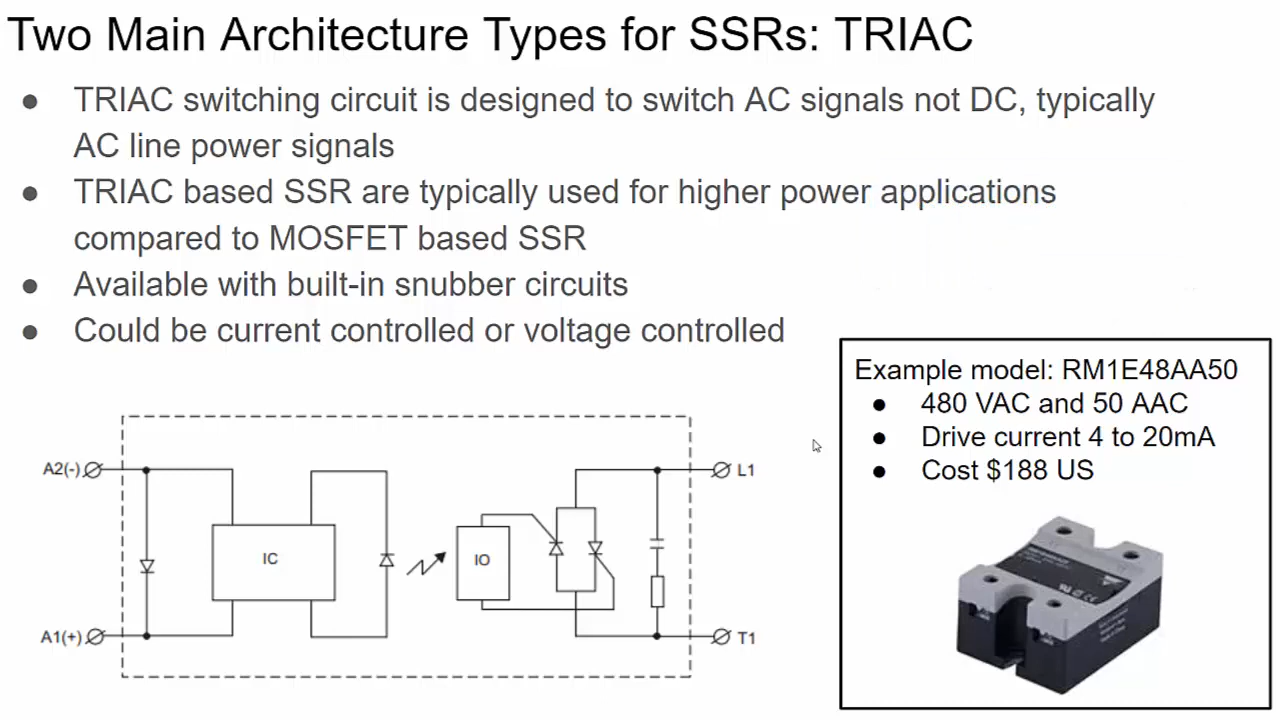 Two Main Architecture Types for SSRs: TRIAC
● TRIAC switching circuit is designed to switch AC signals not DC, typically
AC line power signals
● TRIAC based SSR are typically used for higher power applications
compared to MOSFET based SSR
● Available with built-in snubber circuits
● Could be current controlled or voltage controlled
Example model: RM1E48AA50
● 480 VAC and 50 AAC
● Drive current 4 to 20mA
● Cost $188 US
A2(-)
L1
IC
IO
A1(+)
T1